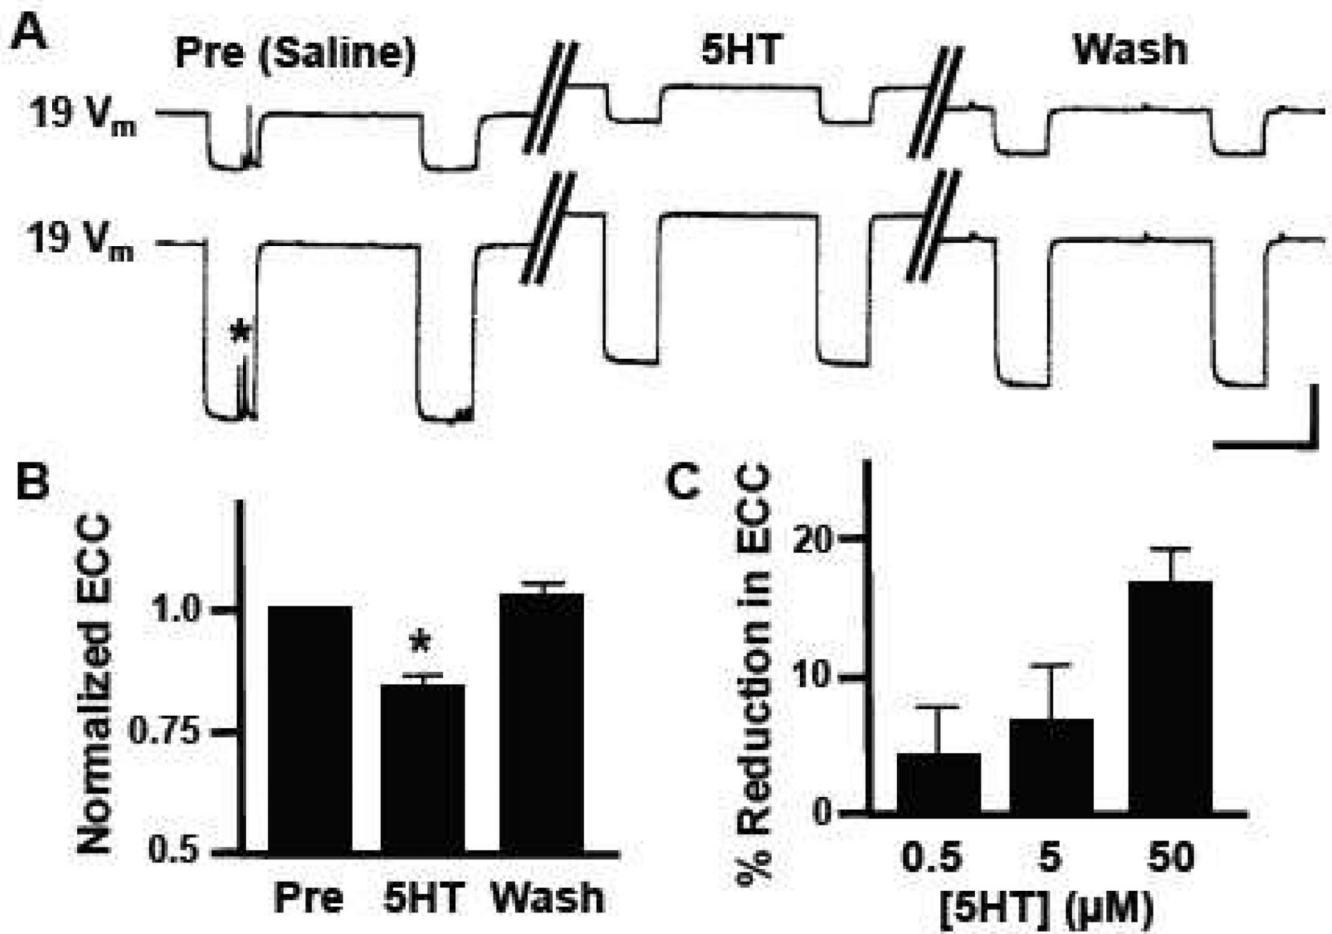 A
Pre (Saline)
5HT
Wash
19 Vm
19 Vm
*
B
Normalized ECC
1.0
0.75
0.5
*
Pre 5HT Wash
C
% Reduction in ECC
20
10
0
0.5 5 50
[5HT] (µM)